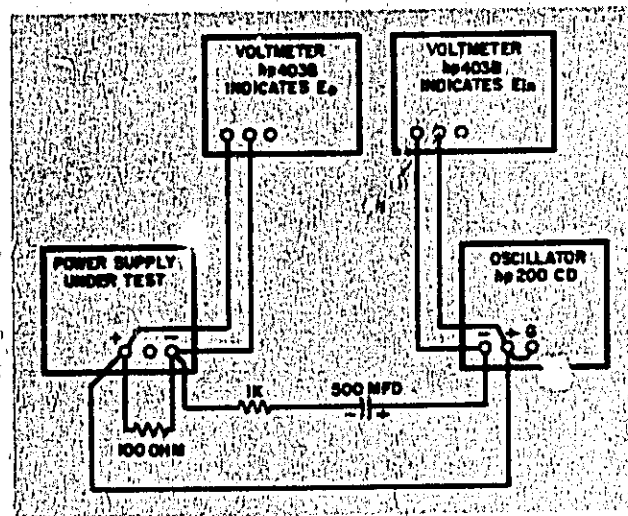 VOLTMETER
hp 403B
INDICATES Eo
VOLTMETER
hp 403B
INDICATES Ein
POWER SUPPLY
UNDER TEST
+ -
OSCILLATOR
hp 200 CD
- + G
1K
500 MFD
- +
100 OHM